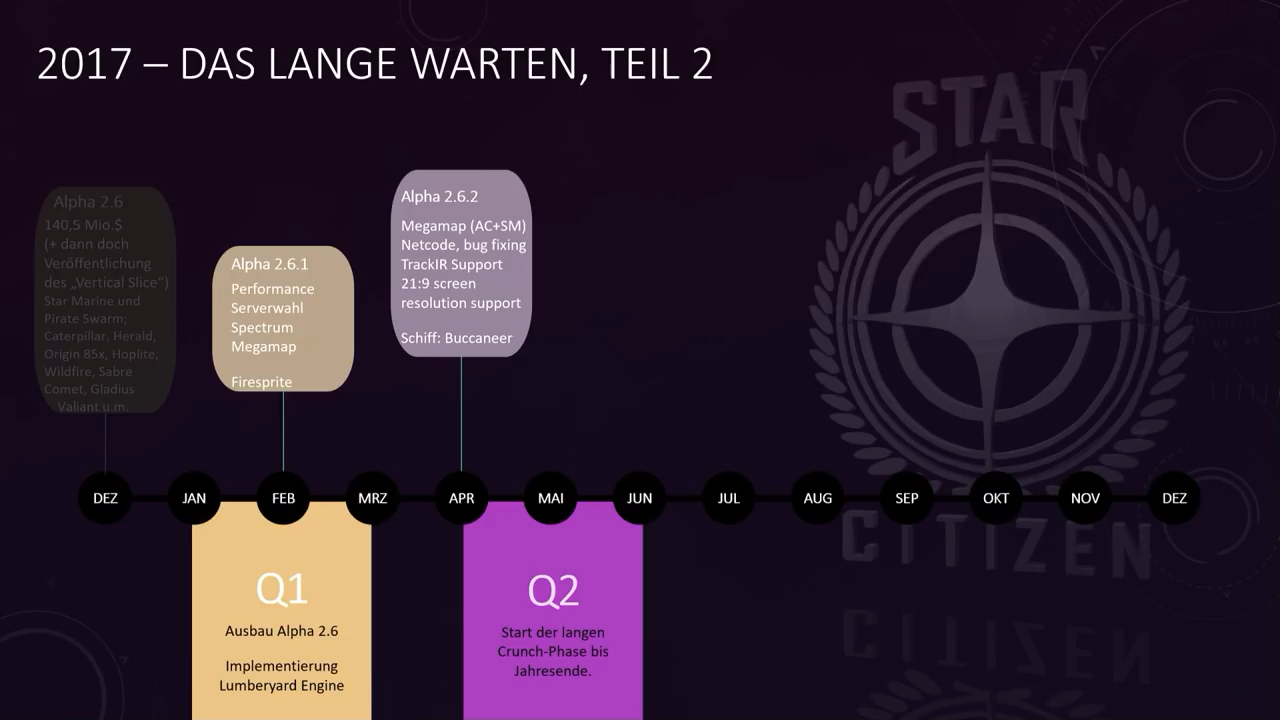 2017 – DAS LANGE WARTEN, TEIL 2
Alpha 2.6
140,5 Mio.$
(+ dann doch
Veröffentlichung
des „Vertical Slice“)
Star Marine und
Pirate Swarm;
Caterpillar, Herald,
Origin 85x, Hoplite,
Wildfire, Sabre
Comet, Gladius
Valiant u.m.
Alpha 2.6.1
Performance
Serverwahl
Spectrum
Megamap
Firesprite
Alpha 2.6.2
Megamap (AC+SM)
Netcode, bug fixing
TrackIR Support
21:9 screen
resolution support
Schiff: Buccaneer
STAR
DEZ JAN FEB MRZ APR MAI JUN JUL AUG SEP OKT NOV DEZ
CITIZEN
Q1
Ausbau Alpha 2.6
Implementierung
Lumberyard Engine
Q2
Start der langen
Crunch-Phase bis
Jahresende.